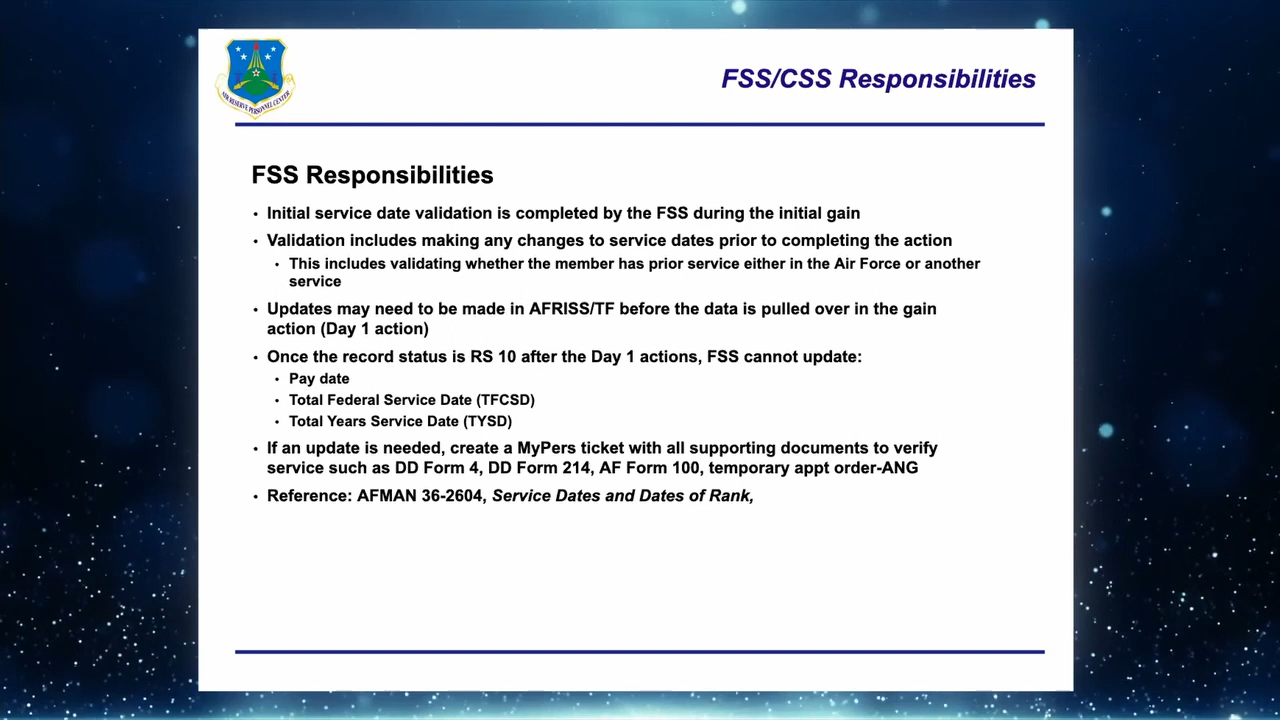 FSS/CSS Responsibilities
AIR RESERVE PERSONNEL CENTER
FSS Responsibilities
• Initial service date validation is completed by the FSS during the initial gain
• Validation includes making any changes to service dates prior to completing the action
• This includes validating whether the member has prior service either in the Air Force or another
service
• Updates may need to be made in AFRISS/TF before the data is pulled over in the gain
action (Day 1 action)
• Once the record status is RS 10 after the Day 1 actions, FSS cannot update:
• Pay date
• Total Federal Service Date (TFCSD)
• Total Years Service Date (TYSD)
• If an update is needed, create a MyPers ticket with all supporting documents to verify
service such as DD Form 4, DD Form 214, AF Form 100, temporary appt order-ANG
• Reference: AFMAN 36-2604, Service Dates and Dates of Rank,